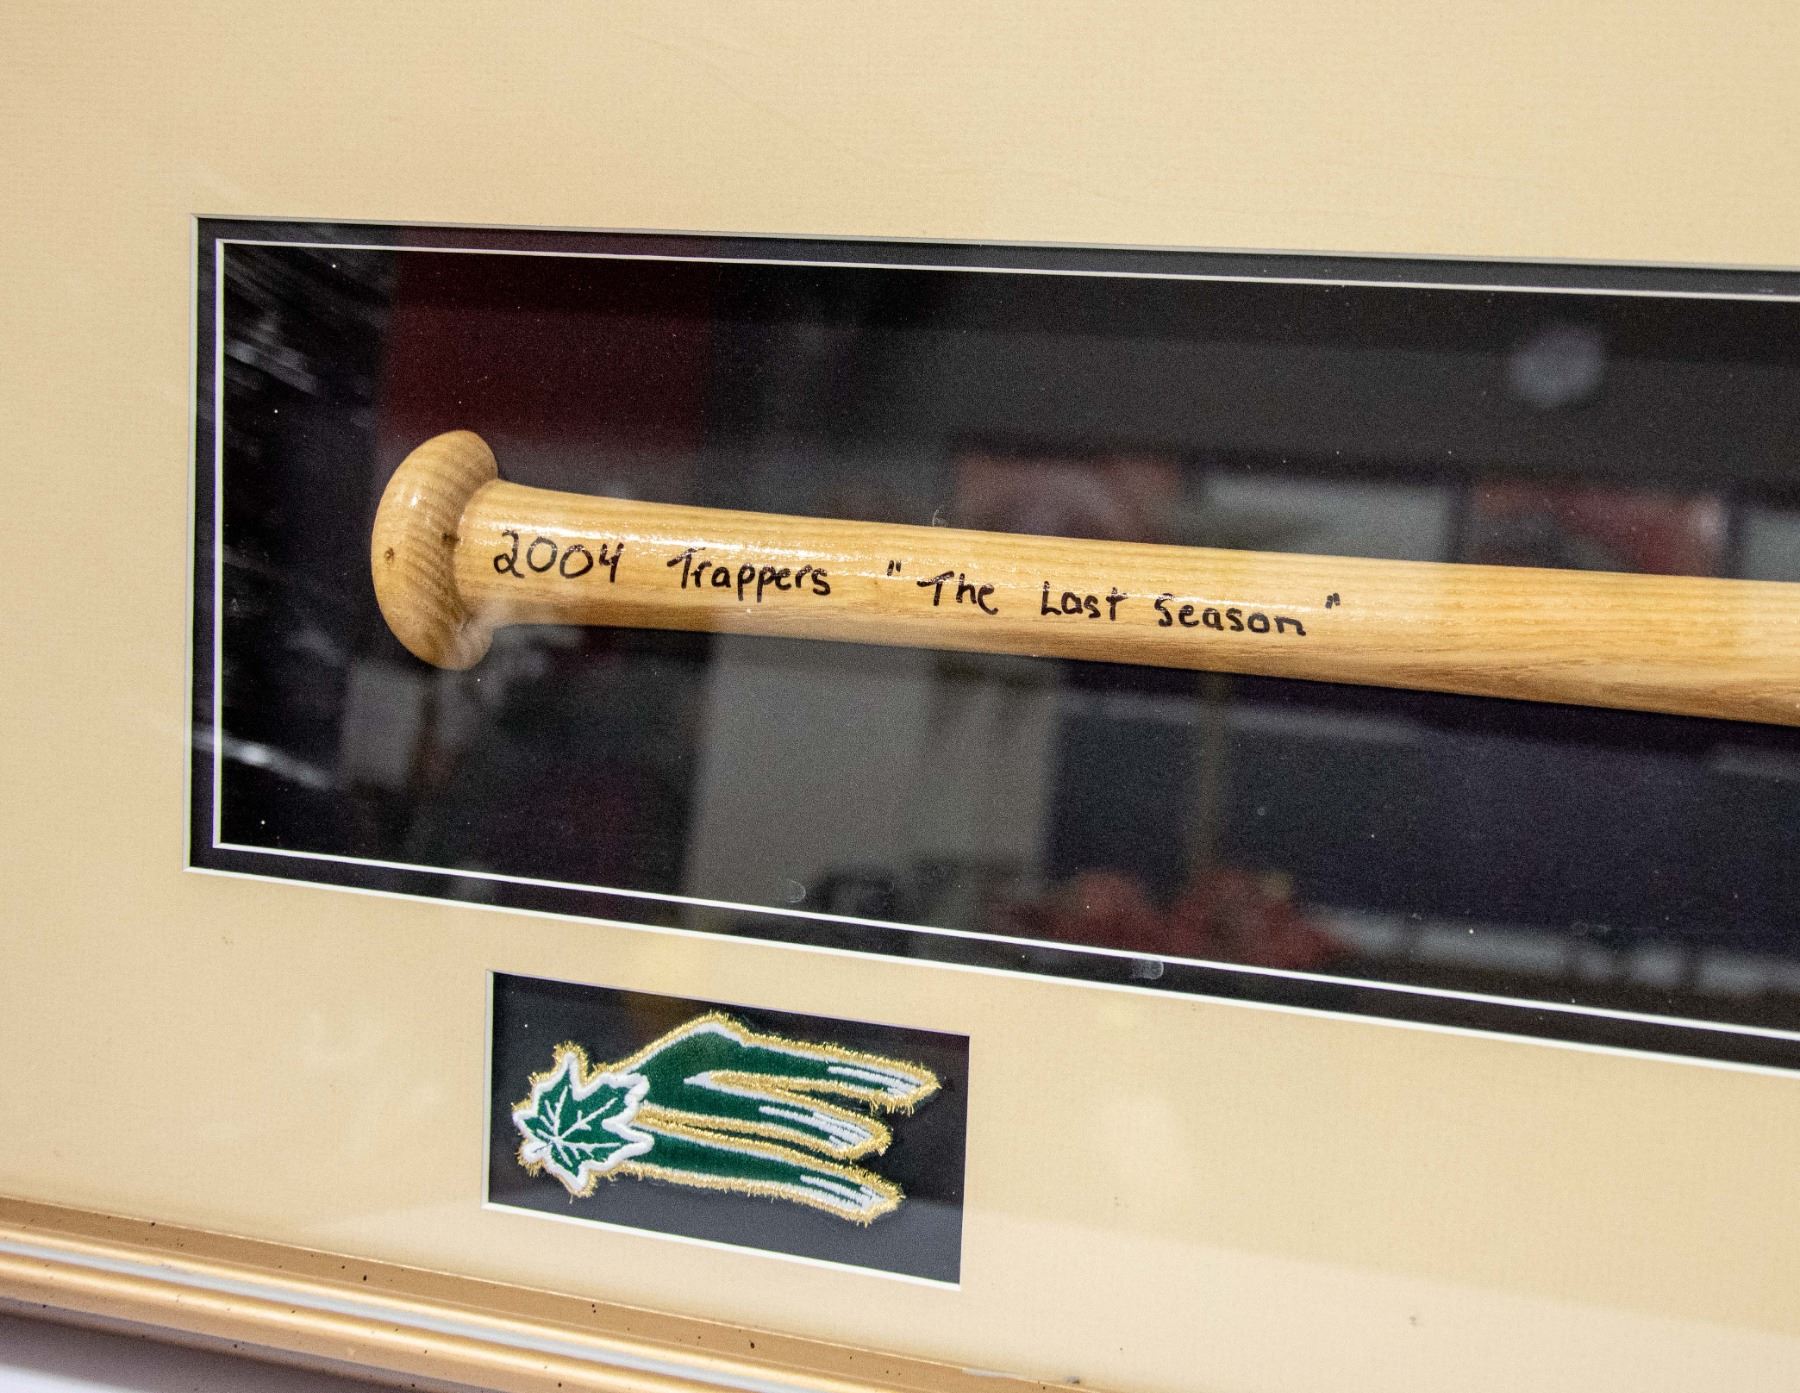 2004 Trappers "The Last Season"